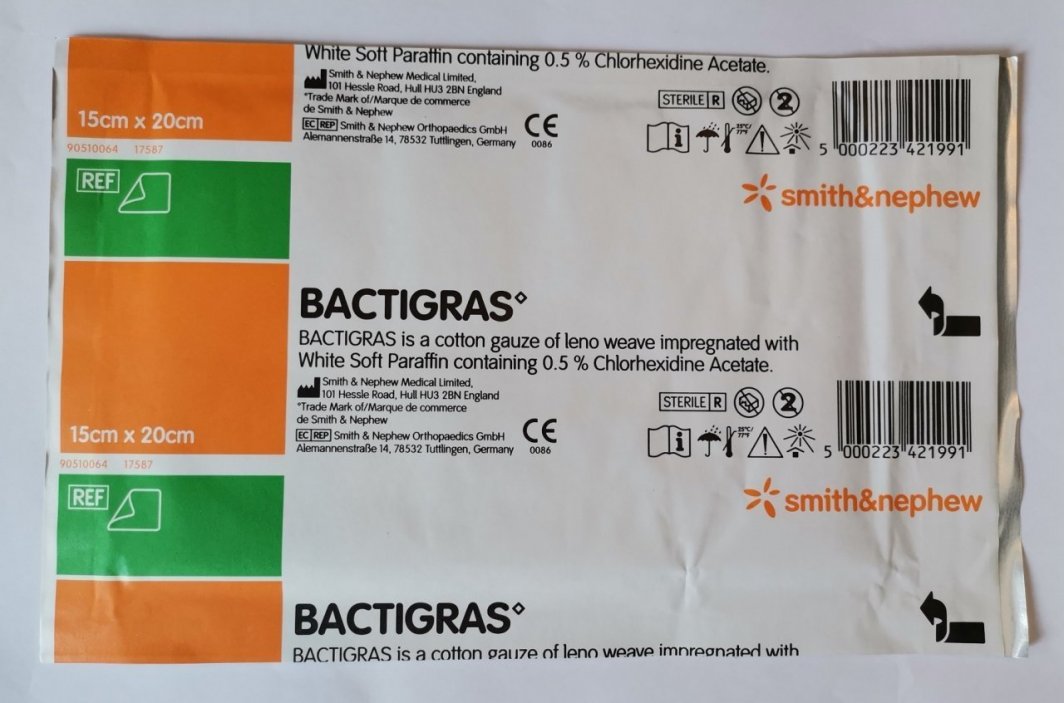 White Soft Paraffin containing 0.5 % Chlorhexidine Acetate.
Smith & Nephew Medical Limited,
101 Hessle Road, Hull HU3 2BN England
*Trade Mark of/Marque de commerce
de Smith & Nephew
EC REP Smith & Nephew Orthopaedics GmbH
Alemannenstraße 14, 78532 Tuttlingen, Germany
CE
0086
STERILE R
2
25°C/
77°F
5 000223 421991
15cm x 20cm
90510064 17587
REF
smith&nephew
BACTIGRAS◊
BACTIGRAS is a cotton gauze of leno weave impregnated with
White Soft Paraffin containing 0.5 % Chlorhexidine Acetate.
Smith & Nephew Medical Limited,
101 Hessle Road, Hull HU3 2BN England
*Trade Mark of/Marque de commerce
de Smith & Nephew
EC REP Smith & Nephew Orthopaedics GmbH
Alemannenstraße 14, 78532 Tuttlingen, Germany
CE
0086
STERILE R
2
25°C/
77°F
5 000223 421991
15cm x 20cm
90510064 17587
REF
smith&nephew
BACTIGRAS◊
BACTIGRAS is a cotton gauze of leno weave impregnated with